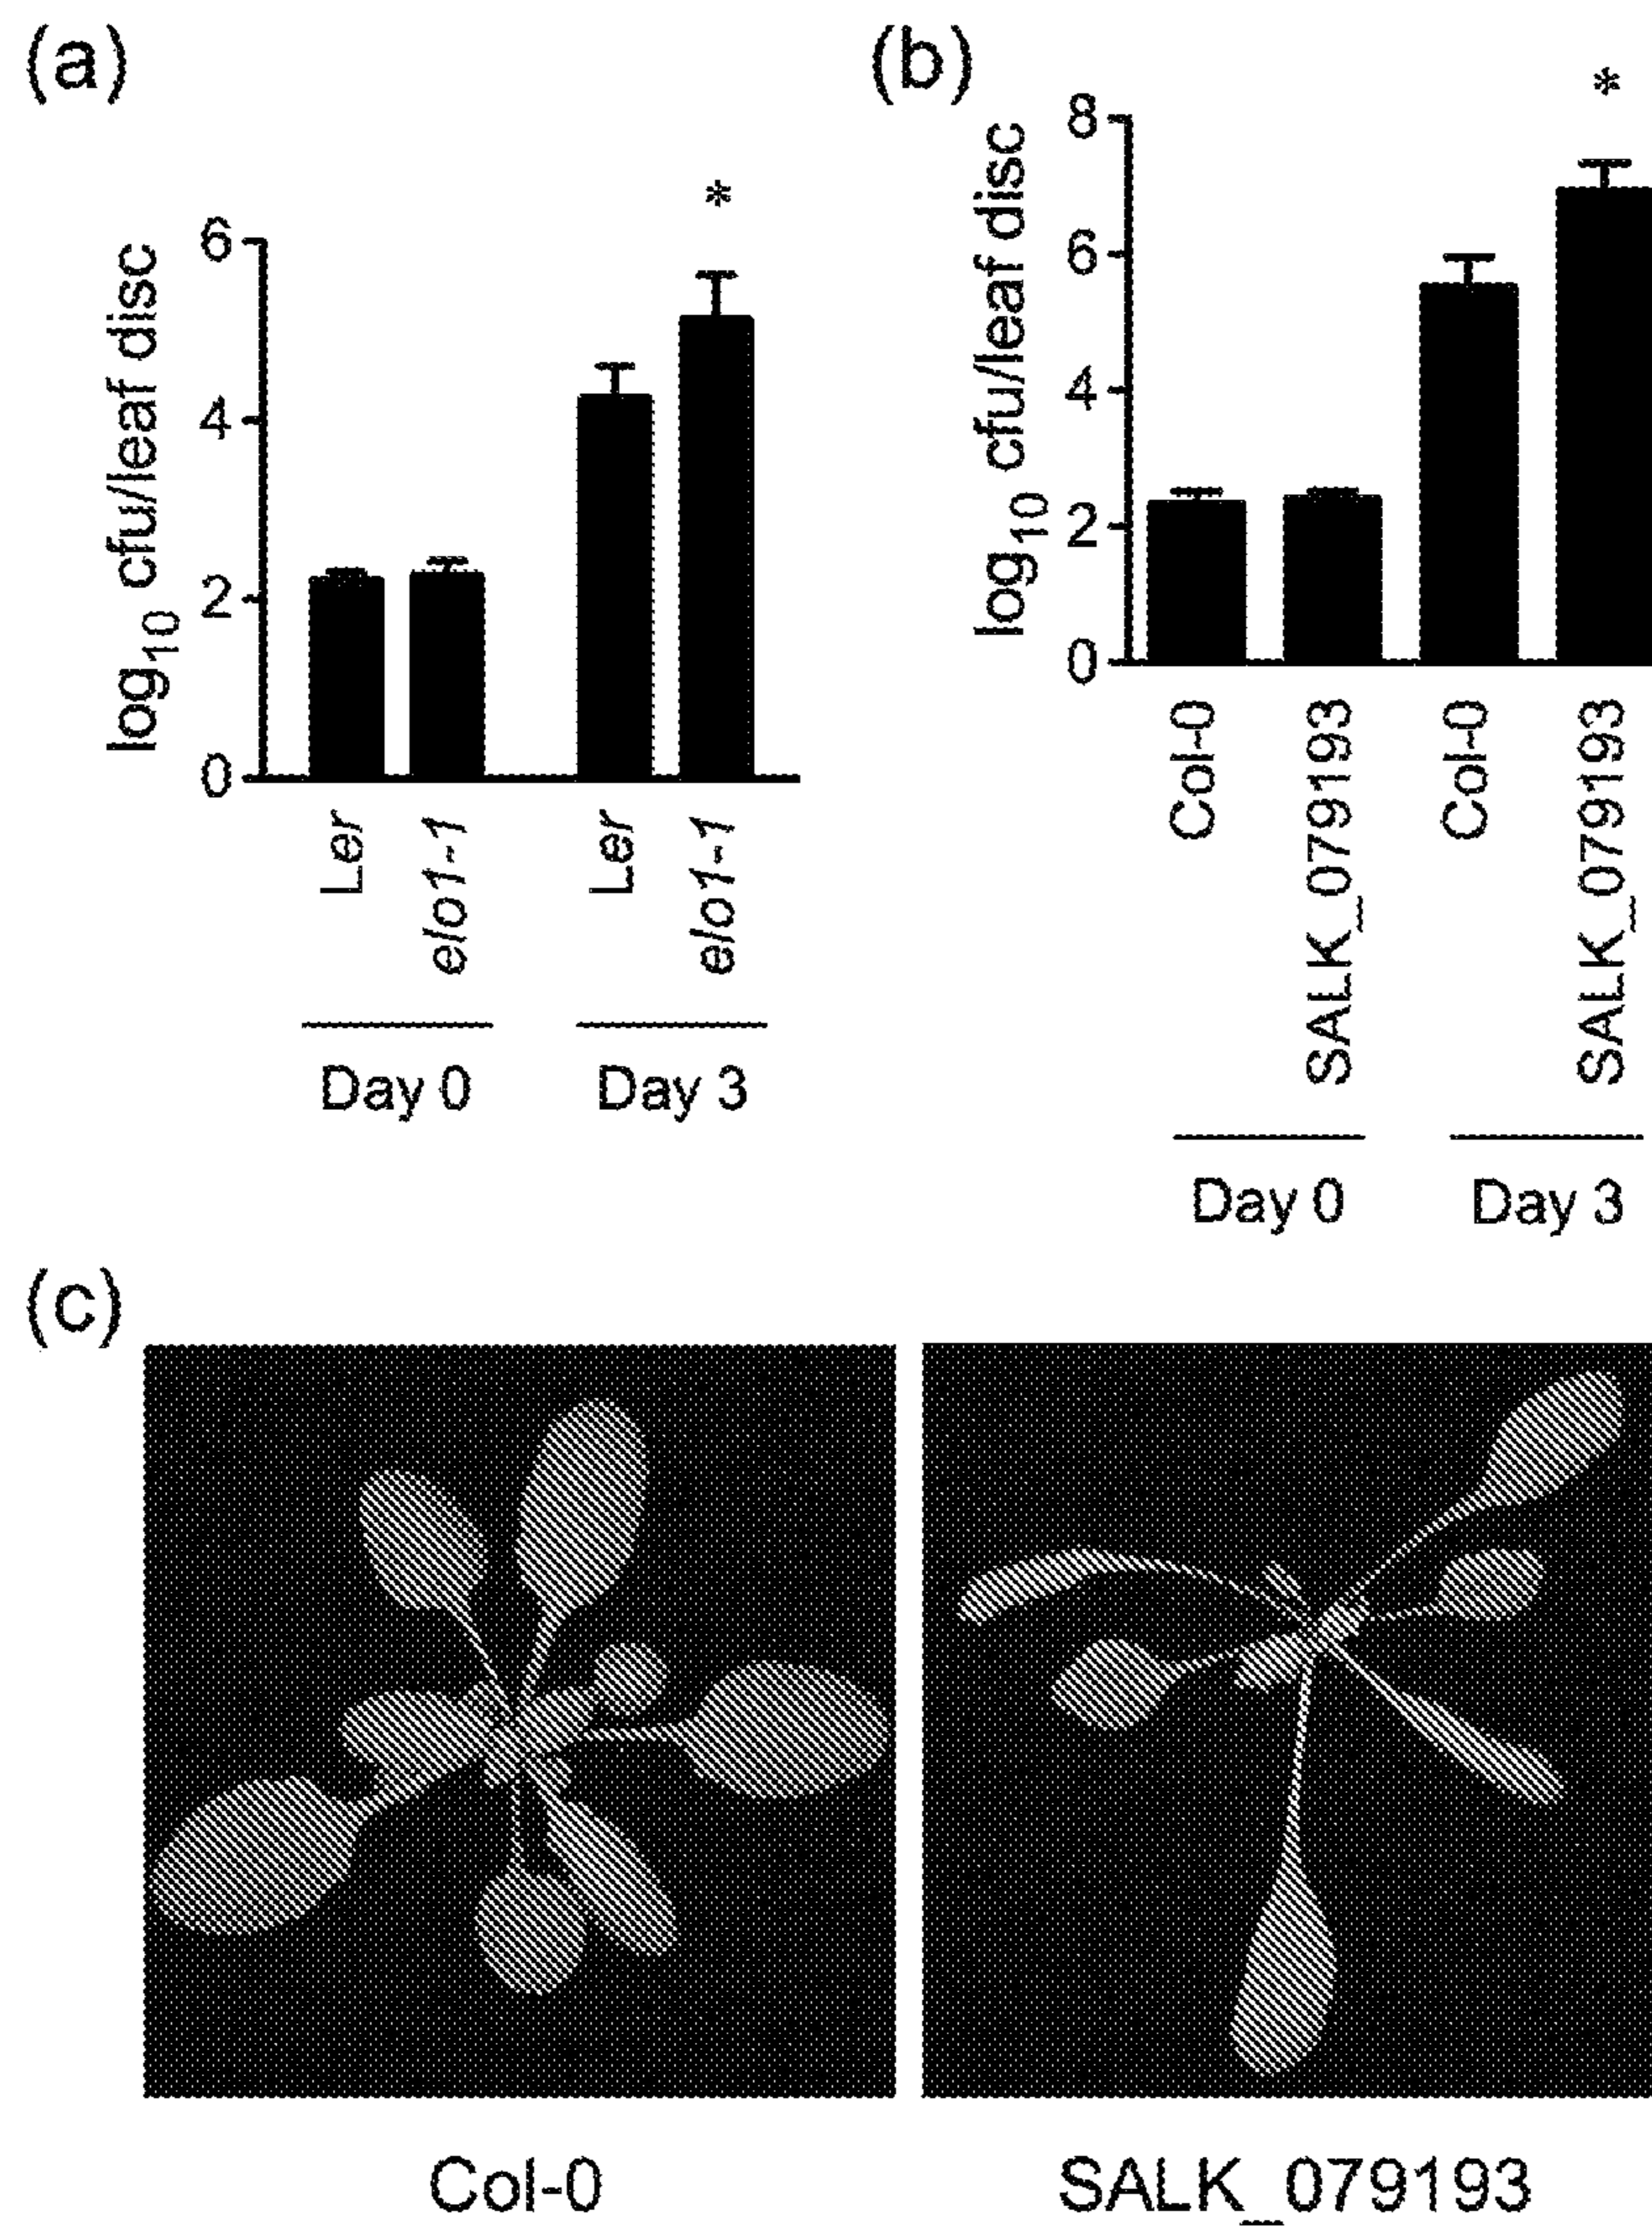 (a)
log10 cfu/leaf disc
6
*
4
2
0
Ler
elo1-1
Ler
elo1-1
Day 0
Day 3
(b)
log10 cfu/leaf disc
8
*
6
4
2
0
Col-0
SALK_079193
Col-0
SALK_079193
Day 0
Day 3
(c)
Col-0
SALK_079193